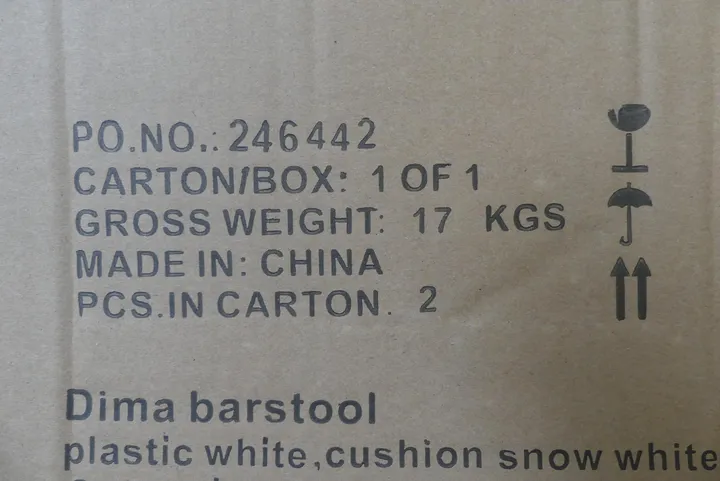 PO.NO.: 246442
CARTON/BOX: 1 OF 1
GROSS WEIGHT: 17 KGS
MADE IN: CHINA
PCS.IN CARTON. 2
Dima barstool
plastic white,cushion snow white